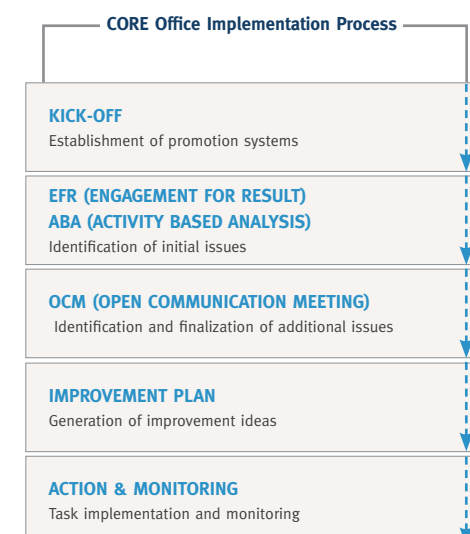 CORE Office Implementation Process
KICK-OFF
Establishment of promotion systems
EFR (ENGAGEMENT FOR RESULT)
ABA (ACTIVITY BASED ANALYSIS)
Identification of initial issues
OCM (OPEN COMMUNICATION MEETING)
Identification and finalization of additional issues
IMPROVEMENT PLAN
Generation of improvement ideas
ACTION & MONITORING
Task implementation and monitoring